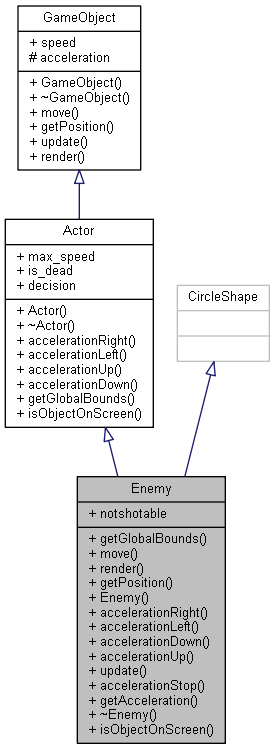 GameObject
+ speed
# acceleration
+ GameObject()
+ ~GameObject()
+ move()
+ getPosition()
+ update()
+ render()
Actor
+ max_speed
+ is_dead
+ decision
+ Actor()
+ ~Actor()
+ accelerationRight()
+ accelerationLeft()
+ accelerationUp()
+ accelerationDown()
+ getGlobalBounds()
+ isObjectOnScreen()
CircleShape
Enemy
+ notshotable
+ getGlobalBounds()
+ move()
+ render()
+ getPosition()
+ Enemy()
+ accelerationRight()
+ accelerationLeft()
+ accelerationDown()
+ accelerationUp()
+ update()
+ accelerationStop()
+ getAcceleration()
+ ~Enemy()
+ isObjectOnScreen()